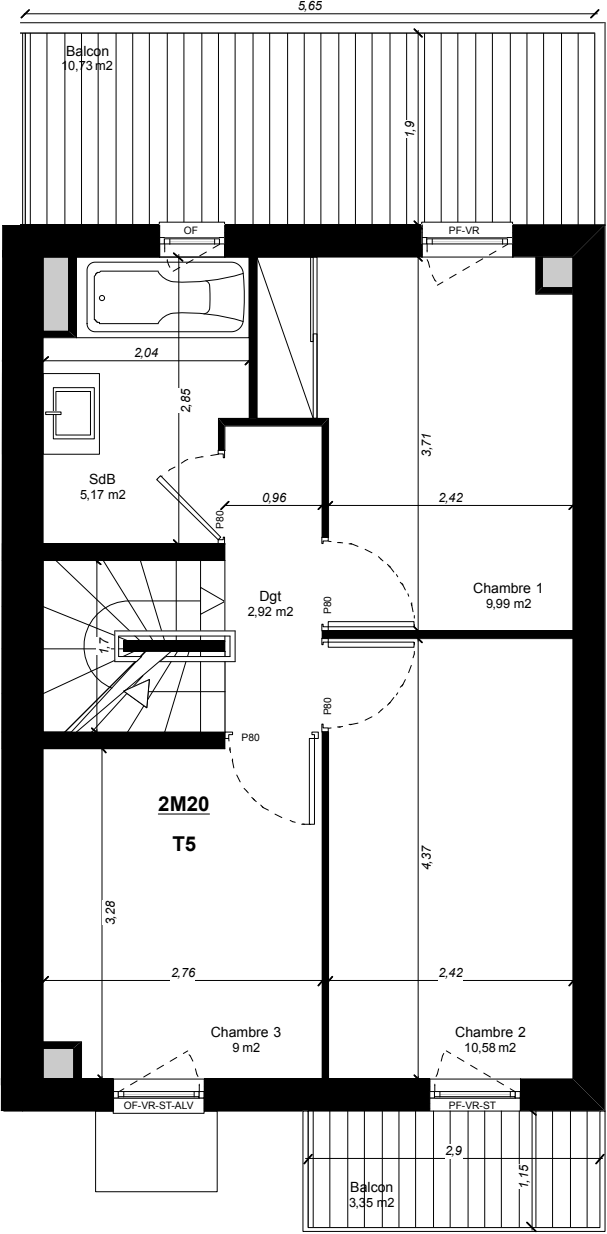 5,65
Balcon
10,73 m2
1,9
OF
PF-VR
2,04
2,85
3,71
SdB
5,17 m2
P80
0,96
2,42
Dgt
2,92 m2
P80
Chambre 1
9,99 m2
1,7
P80
P80
2M20
T5
4,37
3,28
2,76
2,42
Chambre 3
9 m2
Chambre 2
10,58 m2
OF-VR-ST-ALV
PF-VR-ST
2,9
1,15
Balcon
3,35 m2